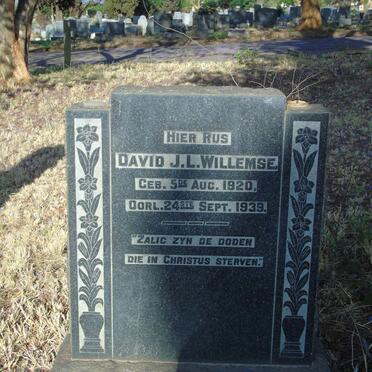 HIER RUS
DAVID J.L. WILLEMSE.
GEB. 5DE AUG. 1920.
OORL. 24STE SEPT. 1939.
"ZALIG ZYN DE DODEN
DIE IN CHRISTUS STERVEN."